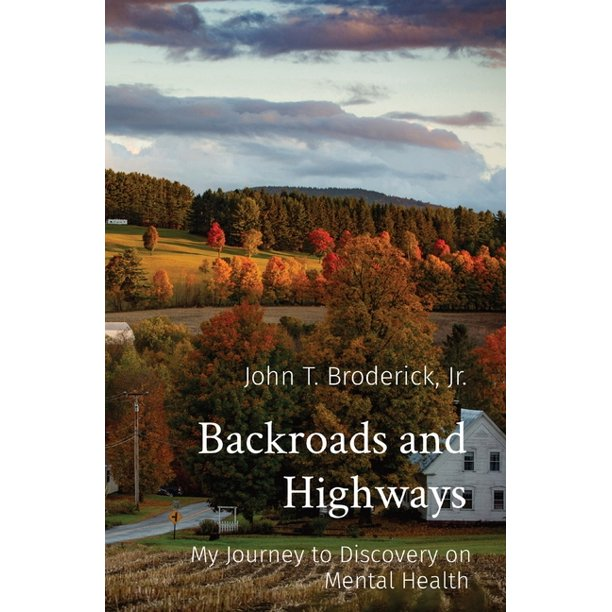 John T. Broderick, Jr.
Backroads and
Highways
My Journey to Discovery on
Mental Health